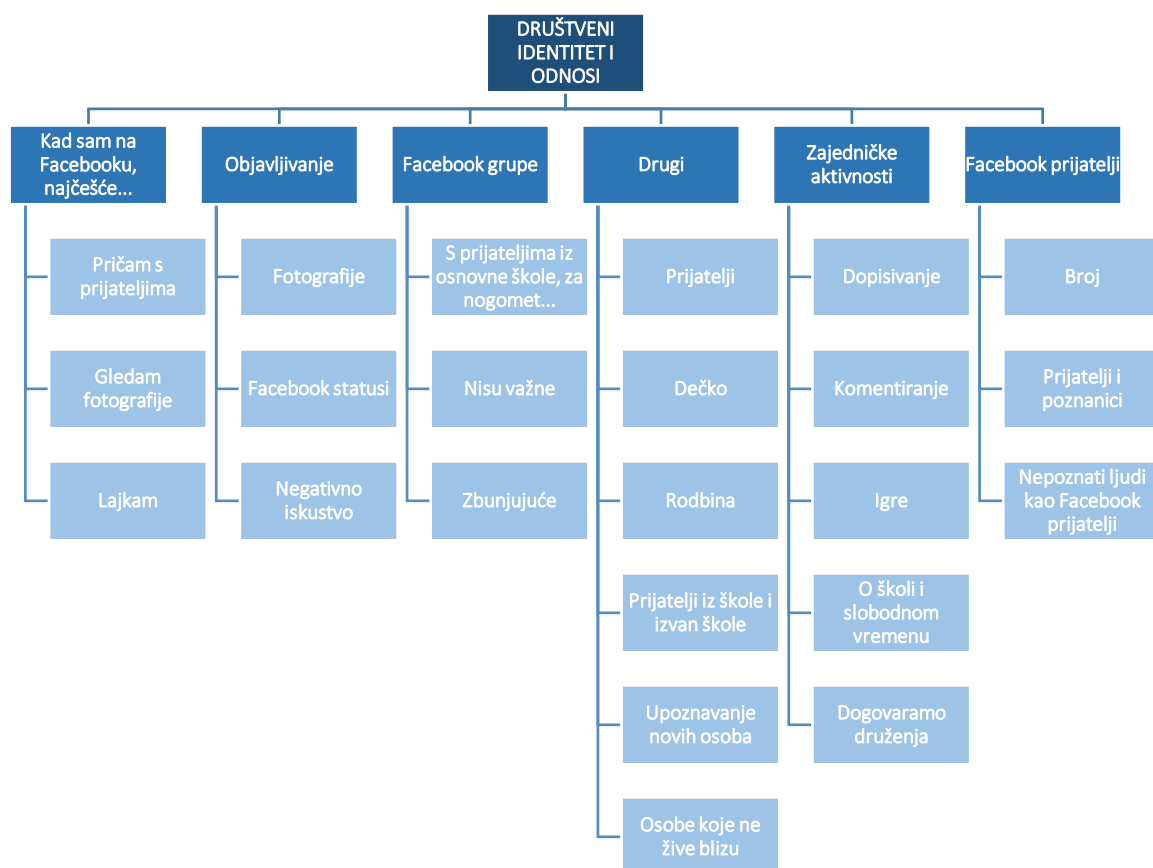 DRUŠTVENI
IDENTITET I
ODNOSI
Kad sam na
Facebooku,
najčešće...
Pričam s
prijateljima
Gledam
fotografije
Lajkam
Objavljivanje
Fotografije
Facebook statusi
Negativno
iskustvo
Facebook grupe
S prijateljima iz
osnovne škole, za
nogomet...
Nisu važne
Zbunjujuće
Drugi
Prijatelji
Dečko
Rodbina
Prijatelji iz škole i
izvan škole
Upoznavanje
novih osoba
Osobe koje ne
žive blizu
Zajedničke
aktivnosti
Dopisivanje
Komentiranje
Igre
O školi i
slobodnom
vremenu
Dogovaramo
druženja
Facebook prijatelji
Broj
Prijatelji i
poznanici
Nepoznati ljudi
kao Facebook
prijatelji